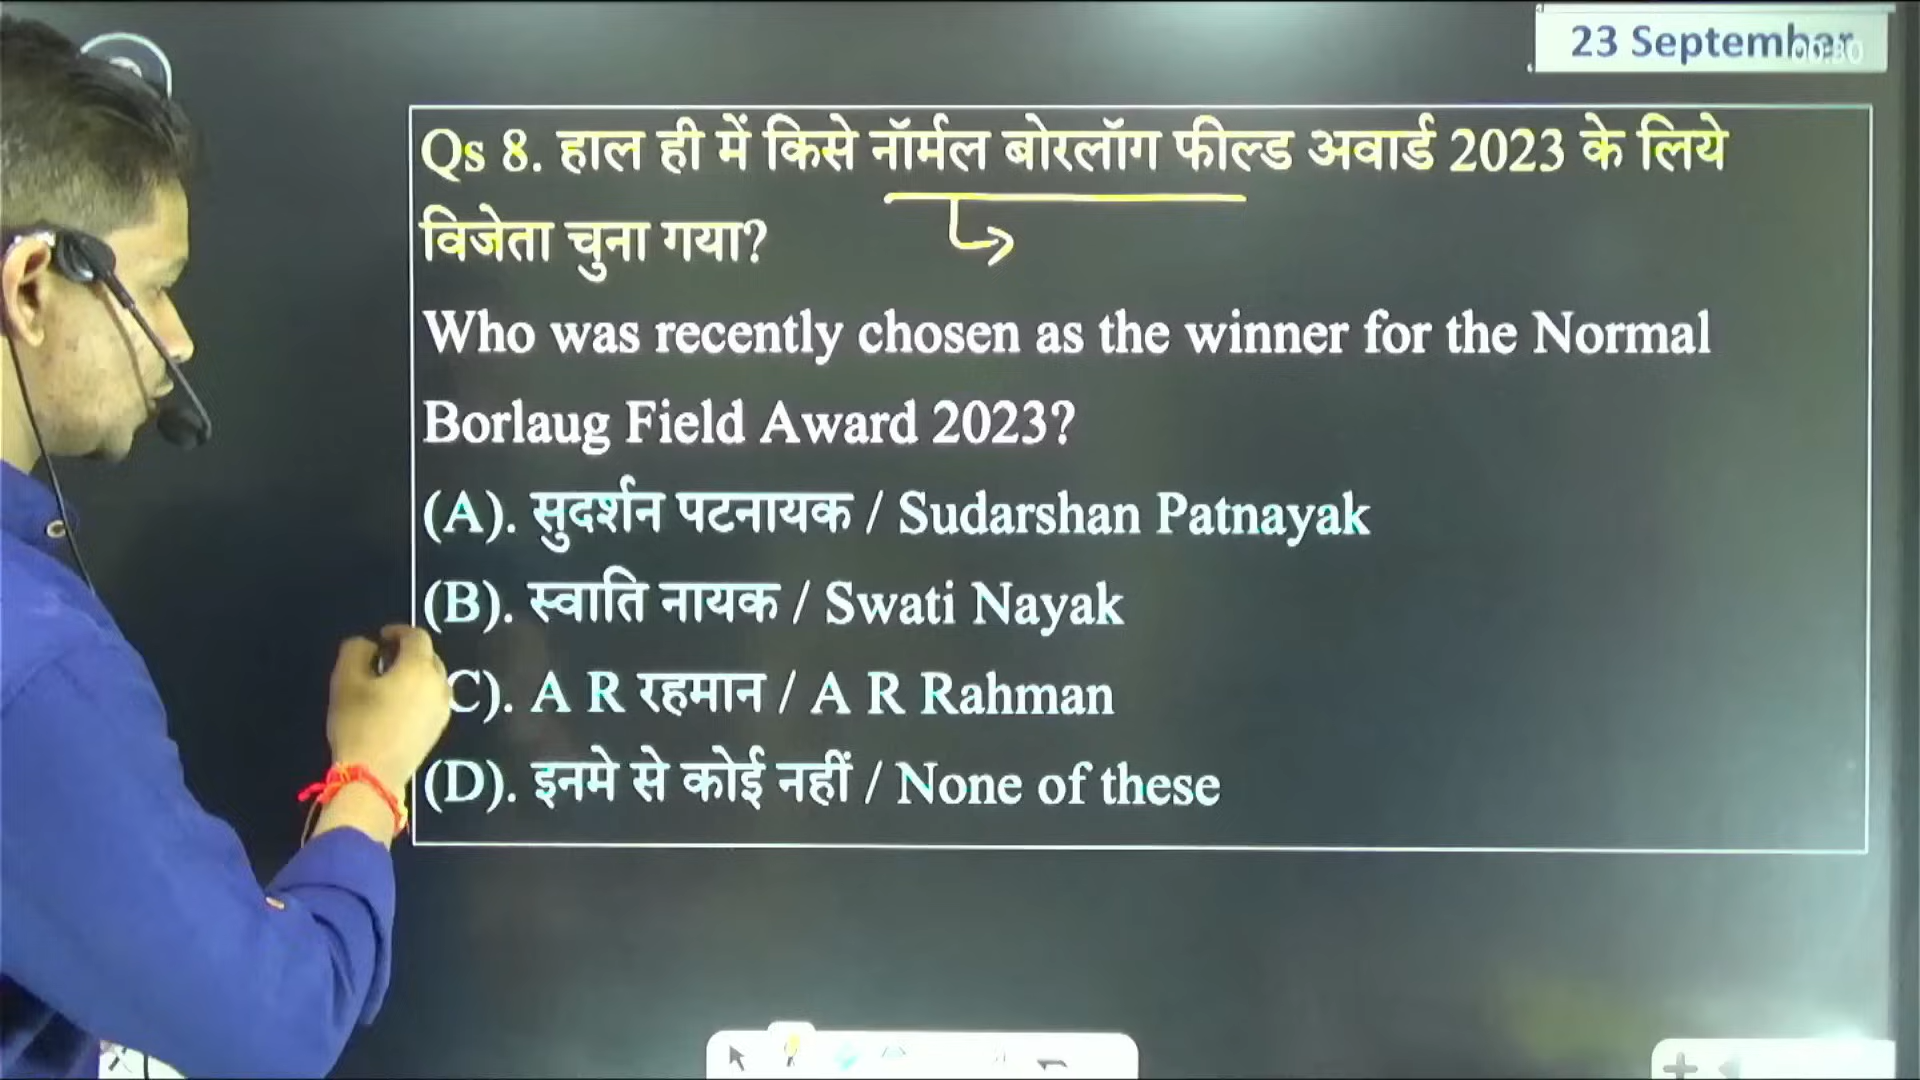 23 September
00:30
Qs 8. हाल ही में किसे नॉर्मल बोरलॉग फील्ड अवार्ड 2023 के लिये
विजेता चुना गया?
Who was recently chosen as the winner for the Normal
Borlaug Field Award 2023?
(A). सुदर्शन पटनायक / Sudarshan Patnayak
(B). स्वाति नायक / Swati Nayak
C). A R रहमान / A R Rahman
(D). इनमे से कोई नहीं / None of these